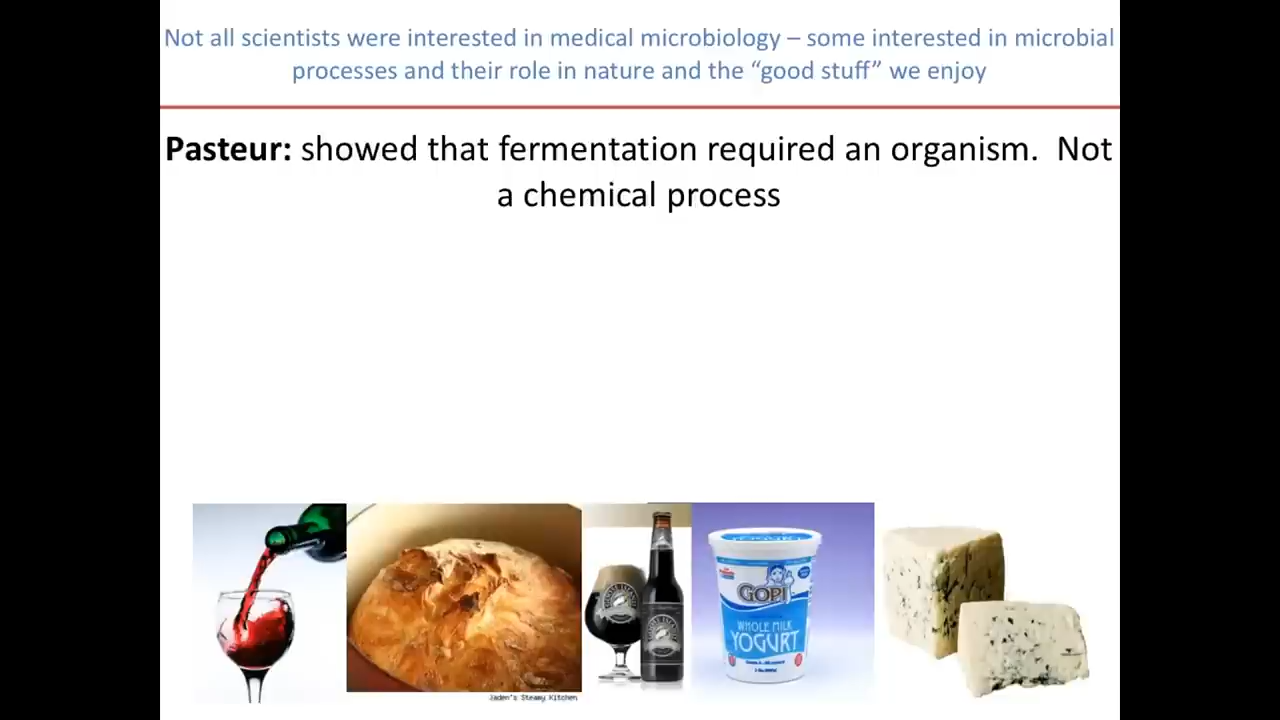 Not all scientists were interested in medical microbiology – some interested in microbial
processes and their role in nature and the “good stuff” we enjoy
Pasteur: showed that fermentation required an organism.  Not
a chemical process
YOGURT
GOPI
WHOLE MILK
YOGURT
Jaden's Steamy Kitchen